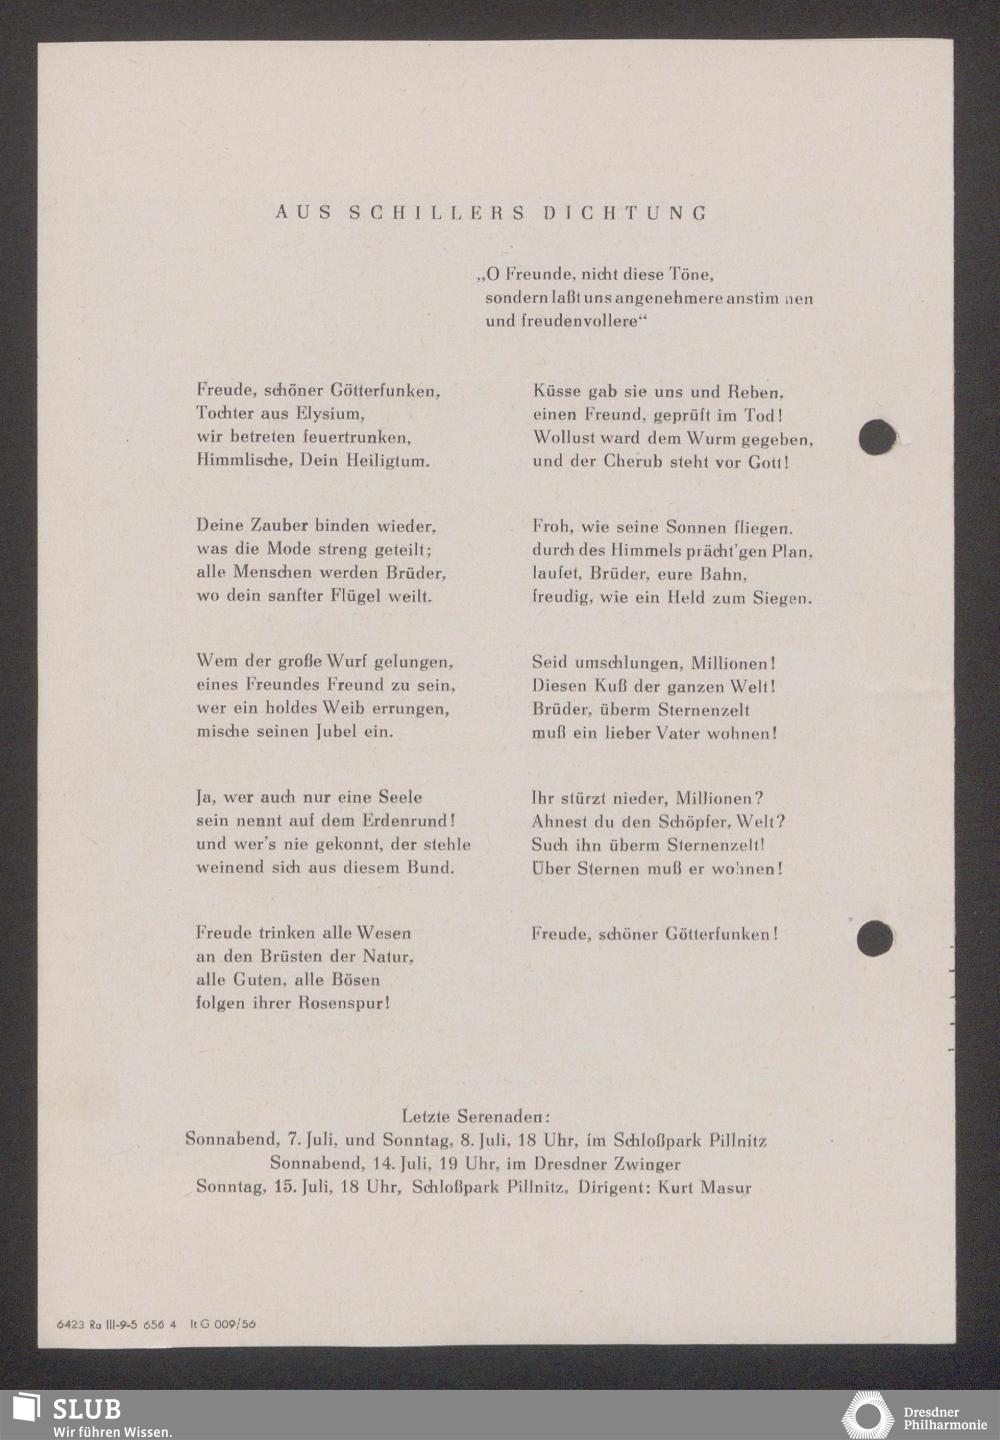 AUS SCHILLERS DICHTUNG
„O Freunde, nicht diese Töne,
sondern laßt uns angenehmere anstim nen
und freudenvollere“
Freude, schöner Götterfunken,
Tochter aus Elysium,
wir betreten feuertrunken,
Himmlische, Dein Heiligtum.
Deine Zauber binden wieder,
was die Mode streng geteilt;
alle Menschen werden Brüder,
wo dein sanfter Flügel weilt.
Wem der große Wurf gelungen,
eines Freundes Freund zu sein,
wer ein holdes Weib errungen,
mische seinen Jubel ein.
Ja, wer auch nur eine Seele
sein nennt auf dem Erdenrund!
und wer's nie gekonnt, der stehle
weinend sich aus diesem Bund.
Freude trinken alle Wesen
an den Brüsten der Natur,
alle Guten, alle Bösen
folgen ihrer Rosenspur!
Küsse gab sie uns und Reben,
einen Freund, geprüft im Tod!
Wollust ward dem Wurm gegeben,
und der Cherub steht vor Gott!
Froh, wie seine Sonnen fliegen.
durch des Himmels prächt'gen Plan,
laufet, Brüder, eure Bahn,
freudig, wie ein Held zum Siegen.
Seid umschlungen, Millionen!
Diesen Kuß der ganzen Welt!
Brüder, überm Sternenzelt
muß ein lieber Vater wohnen!
Ihr stürzt nieder, Millionen?
Ahnest du den Schöpfer, Welt?
Such ihn überm Sternenzelt!
Über Sternen muß er wohnen!
Freude, schöner Götterfunken!
Letzte Serenaden:
Sonnabend, 7. Juli, und Sonntag, 8. Juli, 18 Uhr, im Schloßpark Pillnitz
Sonnabend, 14. Juli, 19 Uhr, im Dresdner Zwinger
Sonntag, 15. Juli, 18 Uhr, Schloßpark Pillnitz, Dirigent: Kurt Masur
6423 Ra III-9-5 656 4 It G 009/56
SLUB
Wir führen Wissen.
Dresdner
Philharmonie